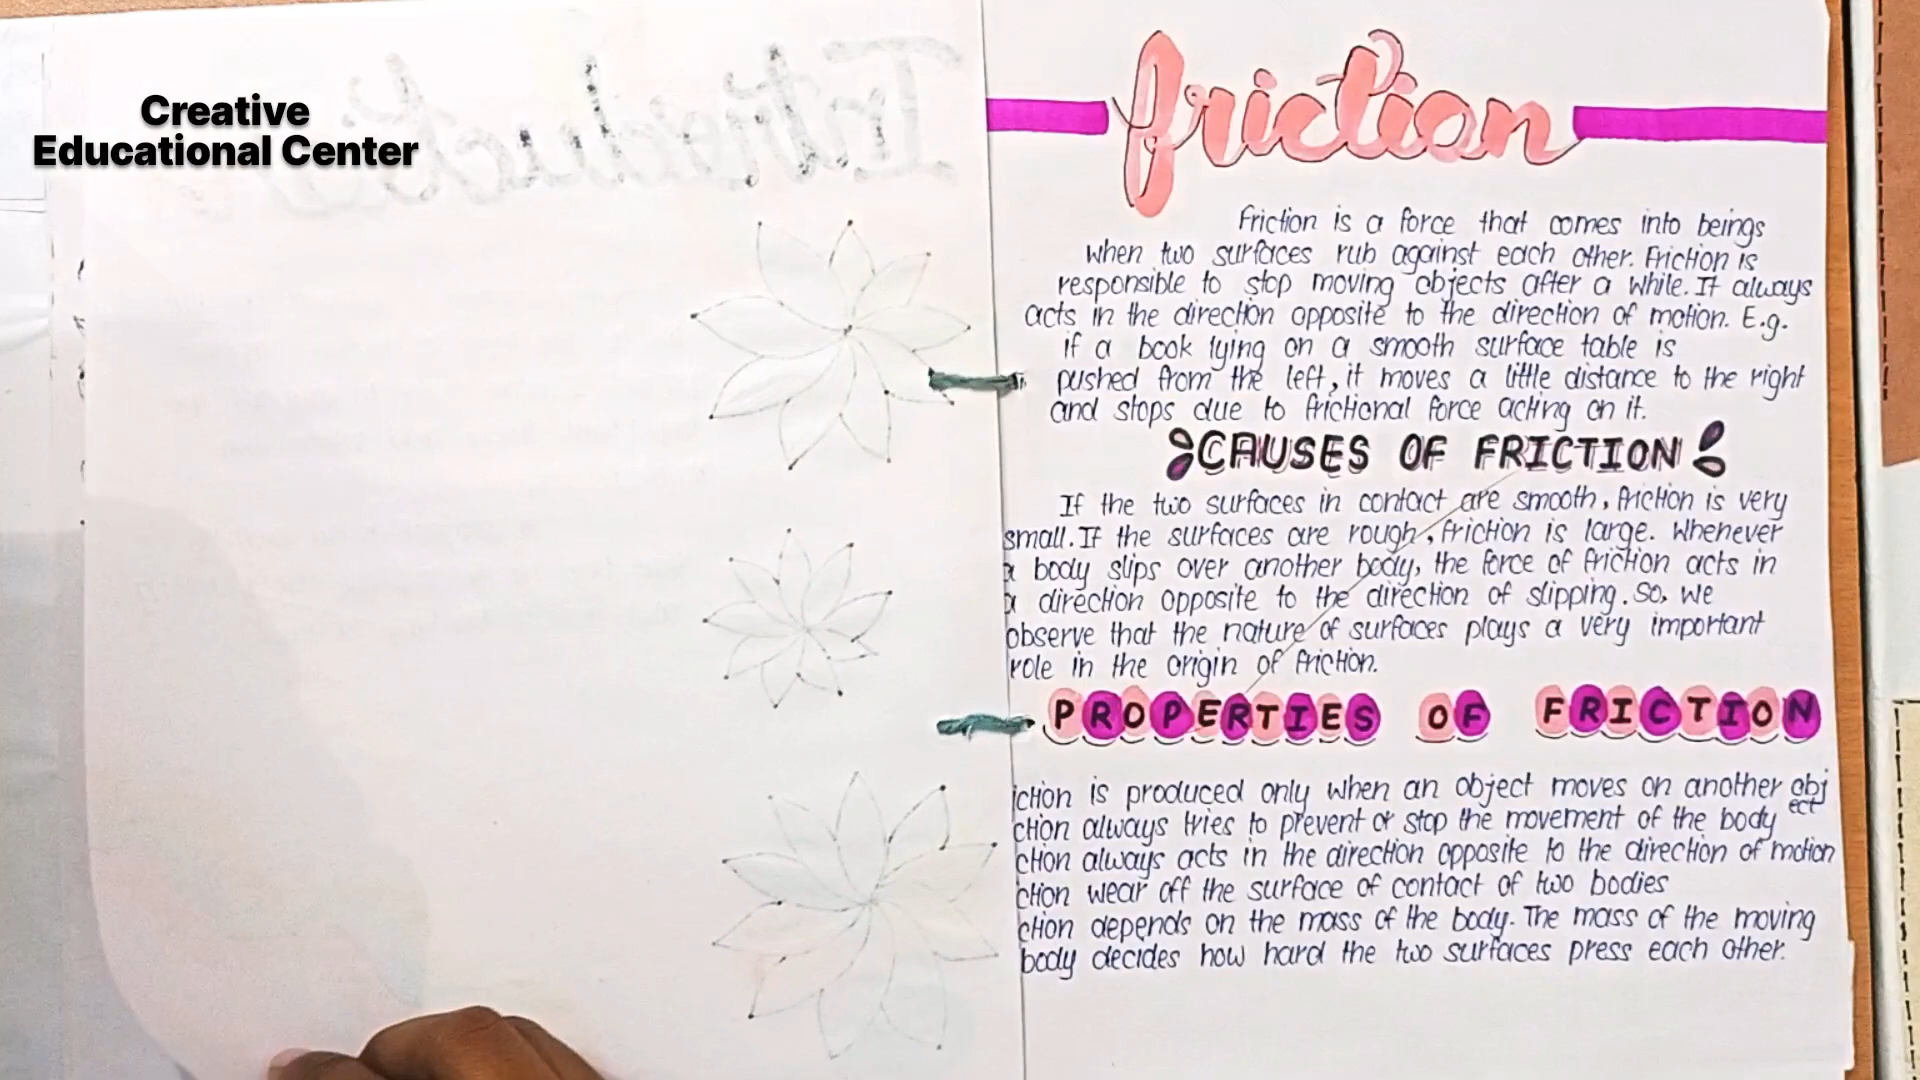 Creative
Educational Center
friction
Friction is a force that comes into beings
when two surfaces rub against each other. Friction is
responsible to stop moving objects after a while. It always
acts in the direction opposite to the direction of motion. E.g.
if a book lying on a smooth surface table is
pushed from the left, it moves a little distance to the right
and stops due to frictional force acting on it.
CAUSES OF FRICTION
If the two surfaces in contact are smooth, friction is very
small. If the surfaces are rough, friction is large. Whenever
a body slips over another body, the force of friction acts in
a direction opposite to the direction of slipping. So, we
observe that the nature of surfaces plays a very important
role in the origin of friction.
PROPERTIES OF FRICTION
iction is produced only when an object moves on another object
ction always tries to prevent or stop the movement of the body
ction always acts in the direction opposite to the direction of motion
ction wear off the surface of contact of two bodies
ction depends on the mass of the body. The mass of the moving
body decides how hard the two surfaces press each other.